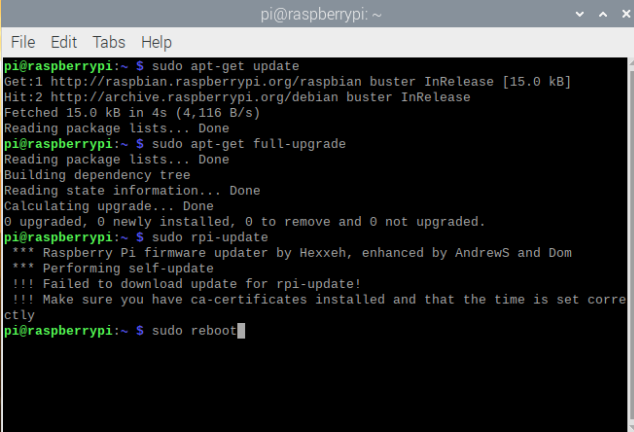 pi@raspberrypi: ~
File Edit Tabs Help
pi@raspberrypi:~ $ sudo apt-get update
Get:1 http://raspbian.raspberrypi.org/raspbian buster InRelease [15.0 kB]
Hit:2 http://archive.raspberrypi.org/debian buster InRelease
Fetched 15.0 kB in 4s (4,116 B/s)
Reading package lists... Done
pi@raspberrypi:~ $ sudo apt-get full-upgrade
Reading package lists... Done
Building dependency tree
Reading state information... Done
Calculating upgrade... Done
0 upgraded, 0 newly installed, 0 to remove and 0 not upgraded.
pi@raspberrypi:~ $ sudo rpi-update
 *** Raspberry Pi firmware updater by Hexxeh, enhanced by AndrewS and Dom
 *** Performing self-update
 !!! Failed to download update for rpi-update!
 !!! Make sure you have ca-certificates installed and that the time is set corre
ctly
pi@raspberrypi:~ $ sudo reboot